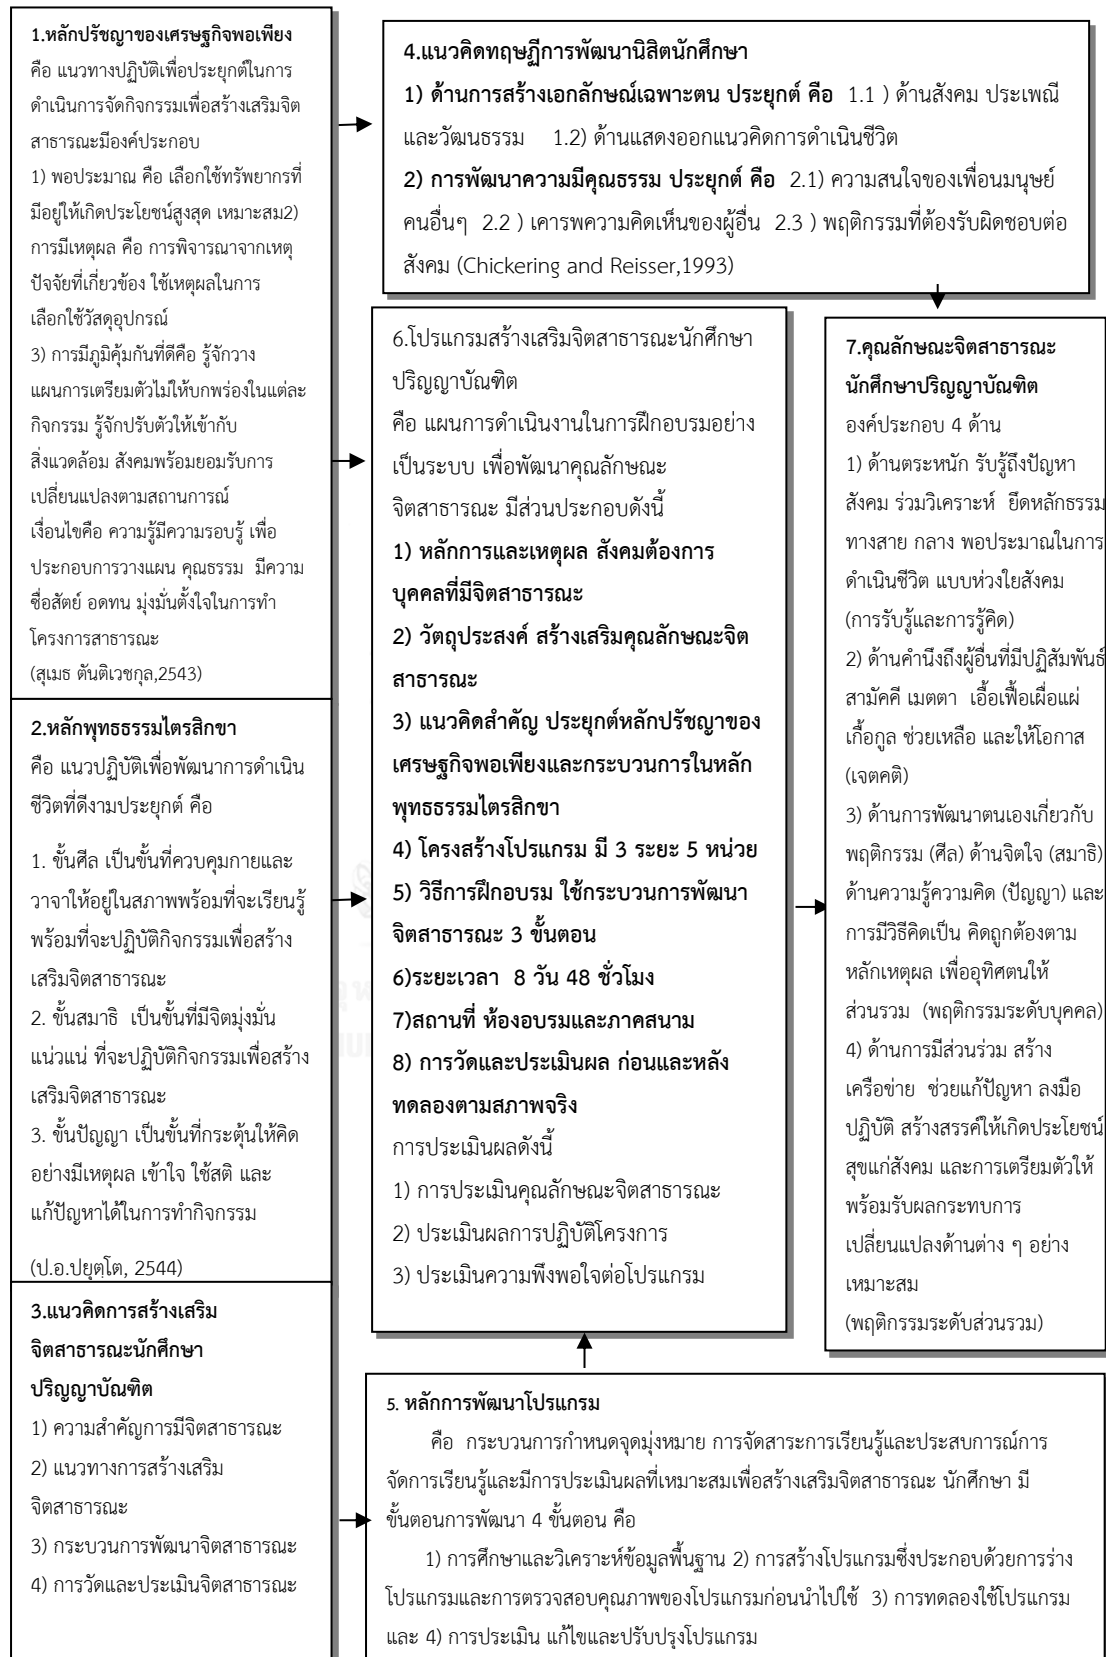 1.หลักปรัชญาของเศรษฐกิจพอเพียง
คือ แนวทางปฏิบัติเพื่อประยุกต์ในการ
ดำเนินการจัดกิจกรรมเพื่อสร้างเสริมจิต
สาธารณะมีองค์ประกอบ
1) พอประมาณ คือ เลือกใช้ทรัพยากรที่
มีอยู่ให้เกิดประโยชน์สูงสุด เหมาะสม2)
การมีเหตุผล คือ การพิจารณาจากเหตุ
ปัจจัยที่เกี่ยวข้อง ใช้เหตุผลในการ
เลือกใช้วัสดุอุปกรณ์
3) การมีภูมิคุ้มกันที่ดีคือ รู้จักวาง
แผนการเตรียมตัวไม่ให้บกพร่องในแต่ละ
กิจกรรม รู้จักปรับตัวให้เข้ากับ
สิ่งแวดล้อม สังคมพร้อมยอมรับการ
เปลี่ยนแปลงตามสถานการณ์
เงื่อนไขคือ ความรู้มีความรอบรู้ เพื่อ
ประกอบการวางแผน คุณธรรม มีความ
ซื่อสัตย์ อดทน มุ่งมั่นตั้งใจในการทำ
โครงการสาธารณะ
(สุเมธ ตันติเวชกุล,2543)
2.หลักพุทธธรรมไตรสิกขา
คือ แนวปฏิบัติเพื่อพัฒนาการดำเนิน
ชีวิตที่ดีงามประยุกต์ คือ
1. ขั้นศีล เป็นขั้นที่ควบคุมกายและ
วาจาให้อยู่ในสภาพพร้อมที่จะเรียนรู้
พร้อมที่จะปฏิบัติกิจกรรมเพื่อสร้าง
เสริมจิตสาธารณะ
2. ขั้นสมาธิ เป็นขั้นที่มีจิตมุ่งมั่น
แน่วแน่ ที่จะปฏิบัติกิจกรรมเพื่อสร้าง
เสริมจิตสาธารณะ
3. ขั้นปัญญา เป็นขั้นที่กระตุ้นให้คิด
อย่างมีเหตุผล เข้าใจ ใช้สติ และ
แก้ปัญหาได้ในการทำกิจกรรม
(ป.อ.ปยุตฺโต, 2544)
3.แนวคิดการสร้างเสริม
จิตสาธารณะนักศึกษา
ปริญญาบัณฑิต
1) ความสำคัญการมีจิตสาธารณะ
2) แนวทางการสร้างเสริม
จิตสาธารณะ
3) กระบวนการพัฒนาจิตสาธารณะ
4) การวัดและประเมินจิตสาธารณะ
4.แนวคิดทฤษฎีการพัฒนานิสิตนักศึกษา
1) ด้านการสร้างเอกลักษณ์เฉพาะตน ประยุกต์ คือ 1.1 ) ด้านสังคม ประเพณี
และวัฒนธรรม 1.2) ด้านแสดงออกแนวคิดการดำเนินชีวิต
2) การพัฒนาความมีคุณธรรม ประยุกต์ คือ 2.1) ความสนใจของเพื่อนมนุษย์
คนอื่นๆ 2.2 ) เคารพความคิดเห็นของผู้อื่น 2.3 ) พฤติกรรมที่ต้องรับผิดชอบต่อ
สังคม (Chickering and Reisser,1993)
6.โปรแกรมสร้างเสริมจิตสาธารณะนักศึกษา
ปริญญาบัณฑิต
คือ แผนการดำเนินงานในการฝึกอบรมอย่าง
เป็นระบบ เพื่อพัฒนาคุณลักษณะ
จิตสาธารณะ มีส่วนประกอบดังนี้
1) หลักการและเหตุผล สังคมต้องการ
บุคคลที่มีจิตสาธารณะ
2) วัตถุประสงค์ สร้างเสริมคุณลักษณะจิต
สาธารณะ
3) แนวคิดสำคัญ ประยุกต์หลักปรัชญาของ
เศรษฐกิจพอเพียงและกระบวนการในหลัก
พุทธธรรมไตรสิกขา
4) โครงสร้างโปรแกรม มี 3 ระยะ 5 หน่วย
5) วิธีการฝึกอบรม ใช้กระบวนการพัฒนา
จิตสาธารณะ 3 ขั้นตอน
6)ระยะเวลา 8 วัน 48 ชั่วโมง
7)สถานที่ ห้องอบรมและภาคสนาม
8) การวัดและประเมินผล ก่อนและหลัง
ทดลองตามสภาพจริง
การประเมินผลดังนี้
1) การประเมินคุณลักษณะจิตสาธารณะ
2) ประเมินผลการปฏิบัติโครงการ
3) ประเมินความพึงพอใจต่อโปรแกรม
7.คุณลักษณะจิตสาธารณะ
นักศึกษาปริญญาบัณฑิต
องค์ประกอบ 4 ด้าน
1) ด้านตระหนัก รับรู้ถึงปัญหา
สังคม ร่วมวิเคราะห์ ยึดหลักธรรม
ทางสาย กลาง พอประมาณในการ
ดำเนินชีวิต แบบห่วงใยสังคม
(การรับรู้และการรู้คิด)
2) ด้านคำนึงถึงผู้อื่นที่มีปฏิสัมพันธ์
สามัคคี เมตตา เอื้อเฟื้อเผื่อแผ่
เกื้อกูล ช่วยเหลือ และให้โอกาส
(เจตคติ)
3) ด้านการพัฒนาตนเองเกี่ยวกับ
พฤติกรรม (ศีล) ด้านจิตใจ (สมาธิ)
ด้านความรู้ความคิด (ปัญญา) และ
การมีวิธีคิดเป็น คิดถูกต้องตาม
หลักเหตุผล เพื่ออุทิศตนให้
ส่วนรวม (พฤติกรรมระดับบุคคล)
4) ด้านการมีส่วนร่วม สร้าง
เครือข่าย ช่วยแก้ปัญหา ลงมือ
ปฏิบัติ สร้างสรรค์ให้เกิดประโยชน์
สุขแก่สังคม และการเตรียมตัวให้
พร้อมรับผลกระทบการ
เปลี่ยนแปลงด้านต่าง ๆ อย่าง
เหมาะสม
(พฤติกรรมระดับส่วนรวม)
5. หลักการพัฒนาโปรแกรม
คือ กระบวนการกำหนดจุดมุ่งหมาย การจัดสาระการเรียนรู้และประสบการณ์การ
จัดการเรียนรู้และมีการประเมินผลที่เหมาะสมเพื่อสร้างเสริมจิตสาธารณะ นักศึกษา มี
ขั้นตอนการพัฒนา 4 ขั้นตอน คือ
1) การศึกษาและวิเคราะห์ข้อมูลพื้นฐาน 2) การสร้างโปรแกรมซึ่งประกอบด้วยการร่าง
โปรแกรมและการตรวจสอบคุณภาพของโปรแกรมก่อนนำไปใช้ 3) การทดลองใช้โปรแกรม
และ 4) การประเมิน แก้ไขและปรับปรุงโปรแกรม